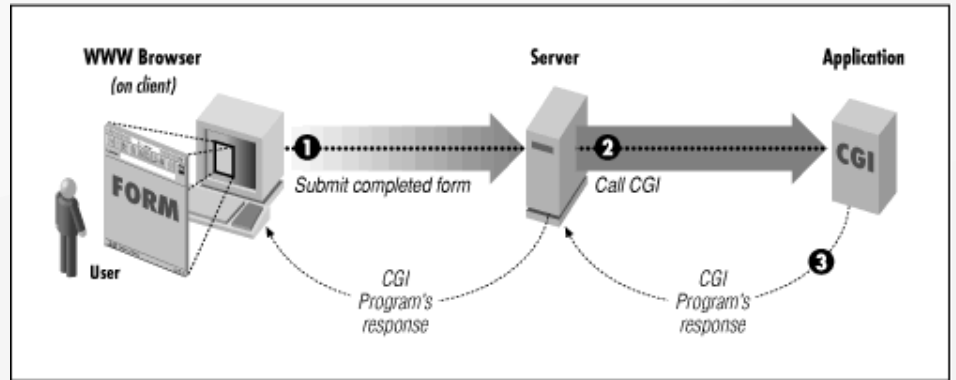 WWW Browser
(on client)
Server
Application
FORM
1
Submit completed form
2
Call CGI
CGI
User
CGI
Program's
response
CGI
Program's
response
3